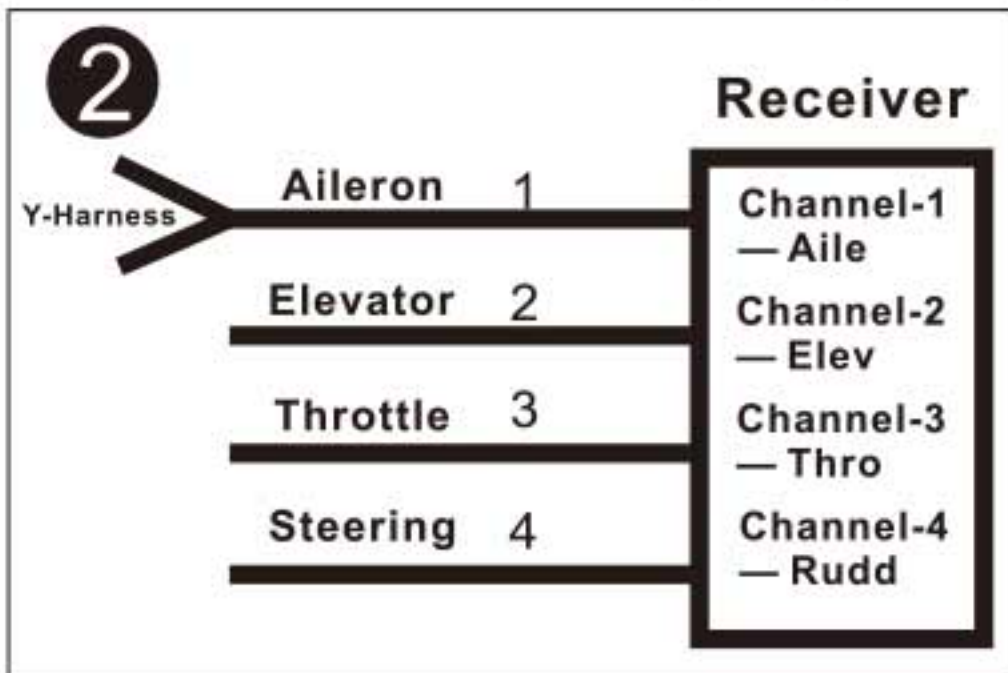 2
Receiver
Y-Harness
Aileron 1
Elevator 2
Throttle 3
Steering 4
Channel-1
— Aile
Channel-2
— Elev
Channel-3
— Thro
Channel-4
— Rudd